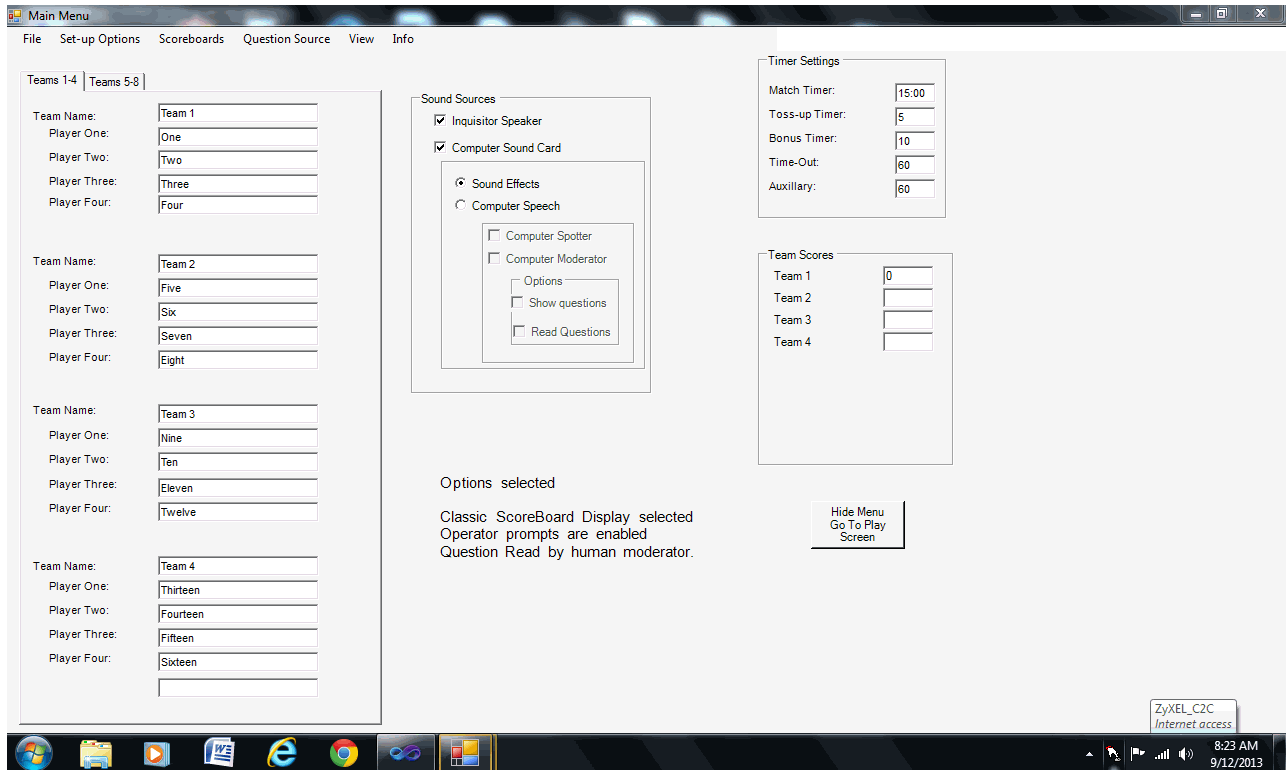 Main Menu
File Set-up Options Scoreboards Question Source View Info
Teams 1-4 Teams 5-8
Team Name: Team 1
Player One: One
Player Two: Two
Player Three: Three
Player Four: Four
Team Name: Team 2
Player One: Five
Player Two: Six
Player Three: Seven
Player Four: Eight
Team Name: Team 3
Player One: Nine
Player Two: Ten
Player Three: Eleven
Player Four: Twelve
Team Name: Team 4
Player One: Thirteen
Player Two: Fourteen
Player Three: Fifteen
Player Four: Sixteen
Sound Sources
Inquisitor Speaker
Computer Sound Card
Sound Effects
Computer Speech
Computer Spotter
Computer Moderator
Options
Show questions
Read Questions
Options selected
Classic ScoreBoard Display selected
Operator prompts are enabled
Question Read by human moderator.
Timer Settings
Match Timer: 15:00
Toss-up Timer: 5
Bonus Timer: 10
Time-Out: 60
Auxillary: 60
Team Scores
Team 1 0
Team 2
Team 3
Team 4
Hide Menu
Go To Play
Screen
ZyXEL_C2C
Internet access
8:23 AM
9/12/2013